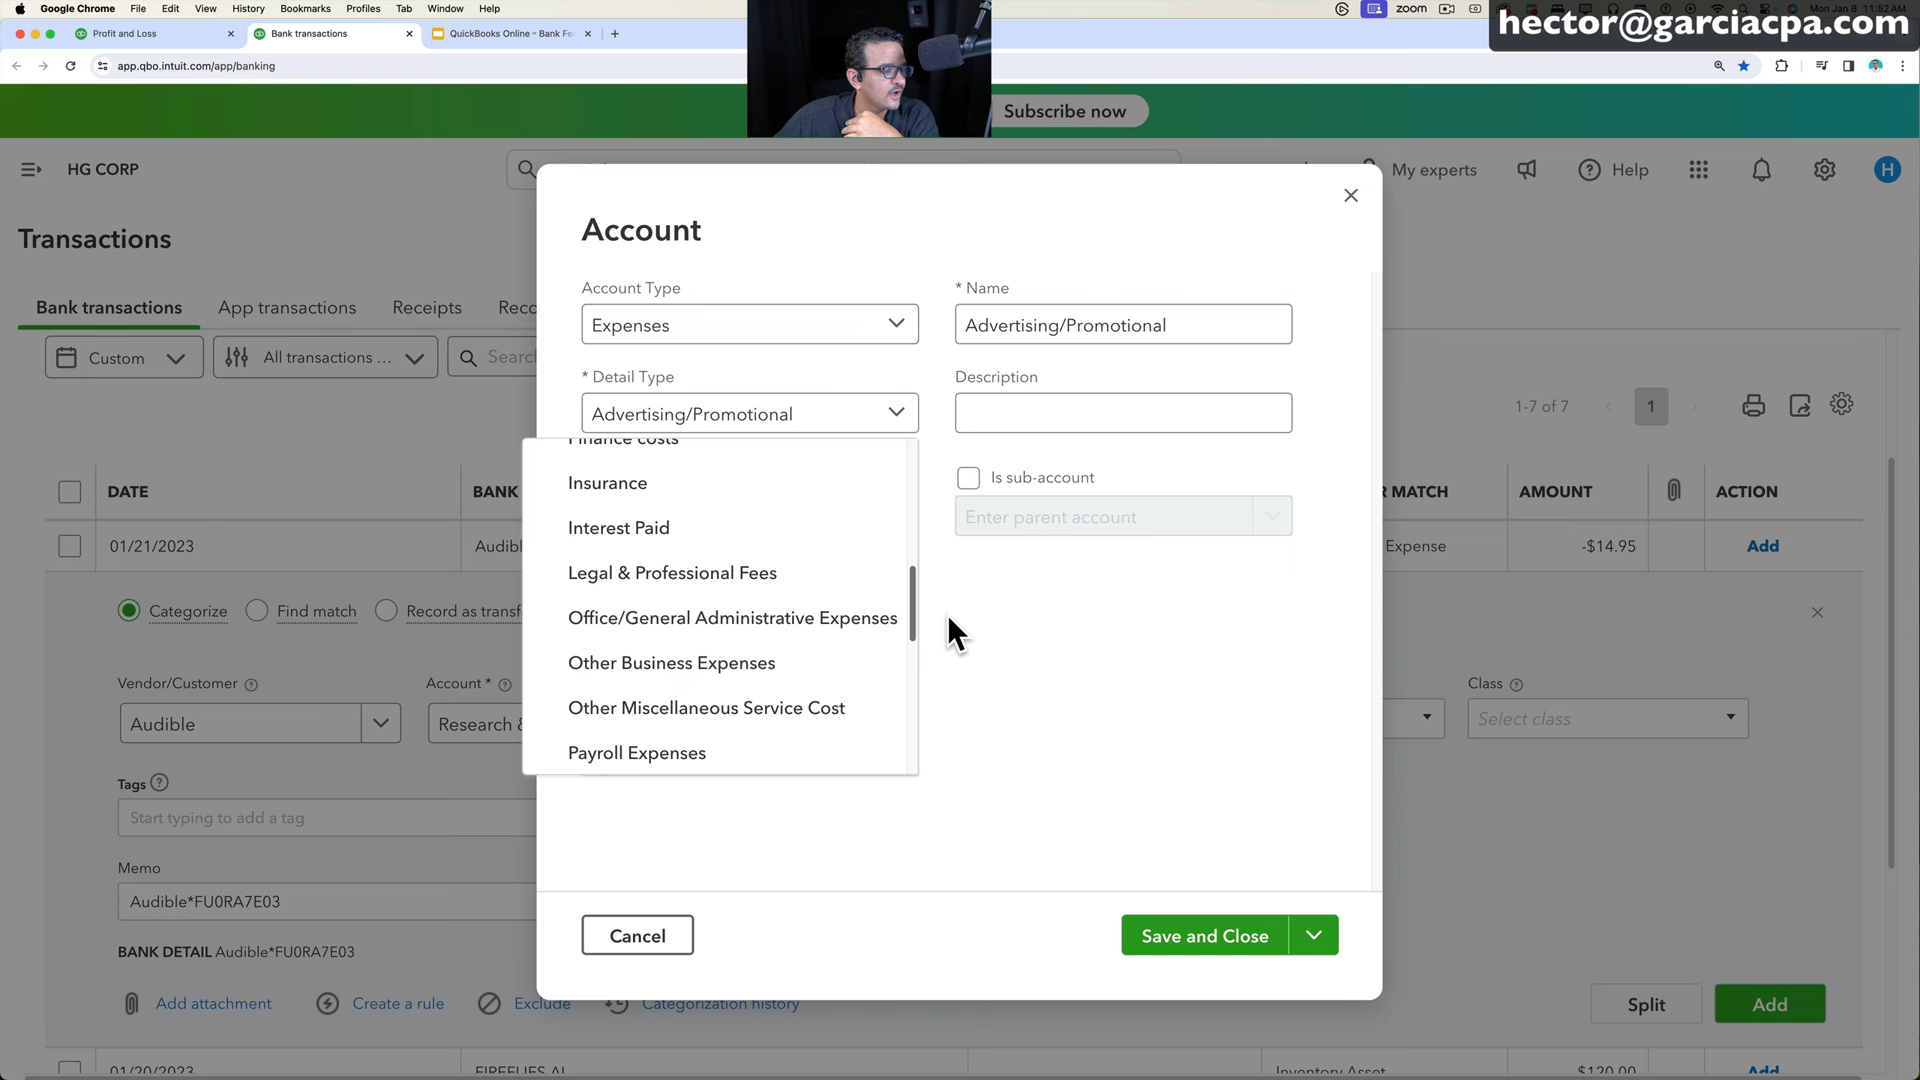 Google Chrome File Edit View History Bookmarks Profiles Tab Window Help
zoom
Mon Jan 8 11:52 AM
hector@garciacpa.com
Profit and Loss
Bank transactions
QuickBooks Online - Bank Fe
app.qbo.intuit.com/app/banking
Subscribe now
HG CORP
My experts
Help
H
Transactions
Bank transactions
App transactions
Receipts
Reco
Custom
All transactions ...
Search
1-7 of 7
1
DATE
BANK
R MATCH
AMOUNT
ACTION
01/21/2023
Audibl
Expense
-$14.95
Add
Categorize
Find match
Record as transf
Vendor/Customer
Account *
Class
Audible
Research &
Select class
Tags
Start typing to add a tag
Memo
Audible*FU0RA7E03
BANK DETAIL Audible*FU0RA7E03
Add attachment
Create a rule
Exclude
Categorization history
Split
Add
01/20/2023
FIREFLIES AI
Inventory Asset
$120.00
Add
Account
Account Type
Expenses
* Name
Advertising/Promotional
* Detail Type
Advertising/Promotional
Description
Is sub-account
Enter parent account
Finance costs
Insurance
Interest Paid
Legal & Professional Fees
Office/General Administrative Expenses
Other Business Expenses
Other Miscellaneous Service Cost
Payroll Expenses
Cancel
Save and Close